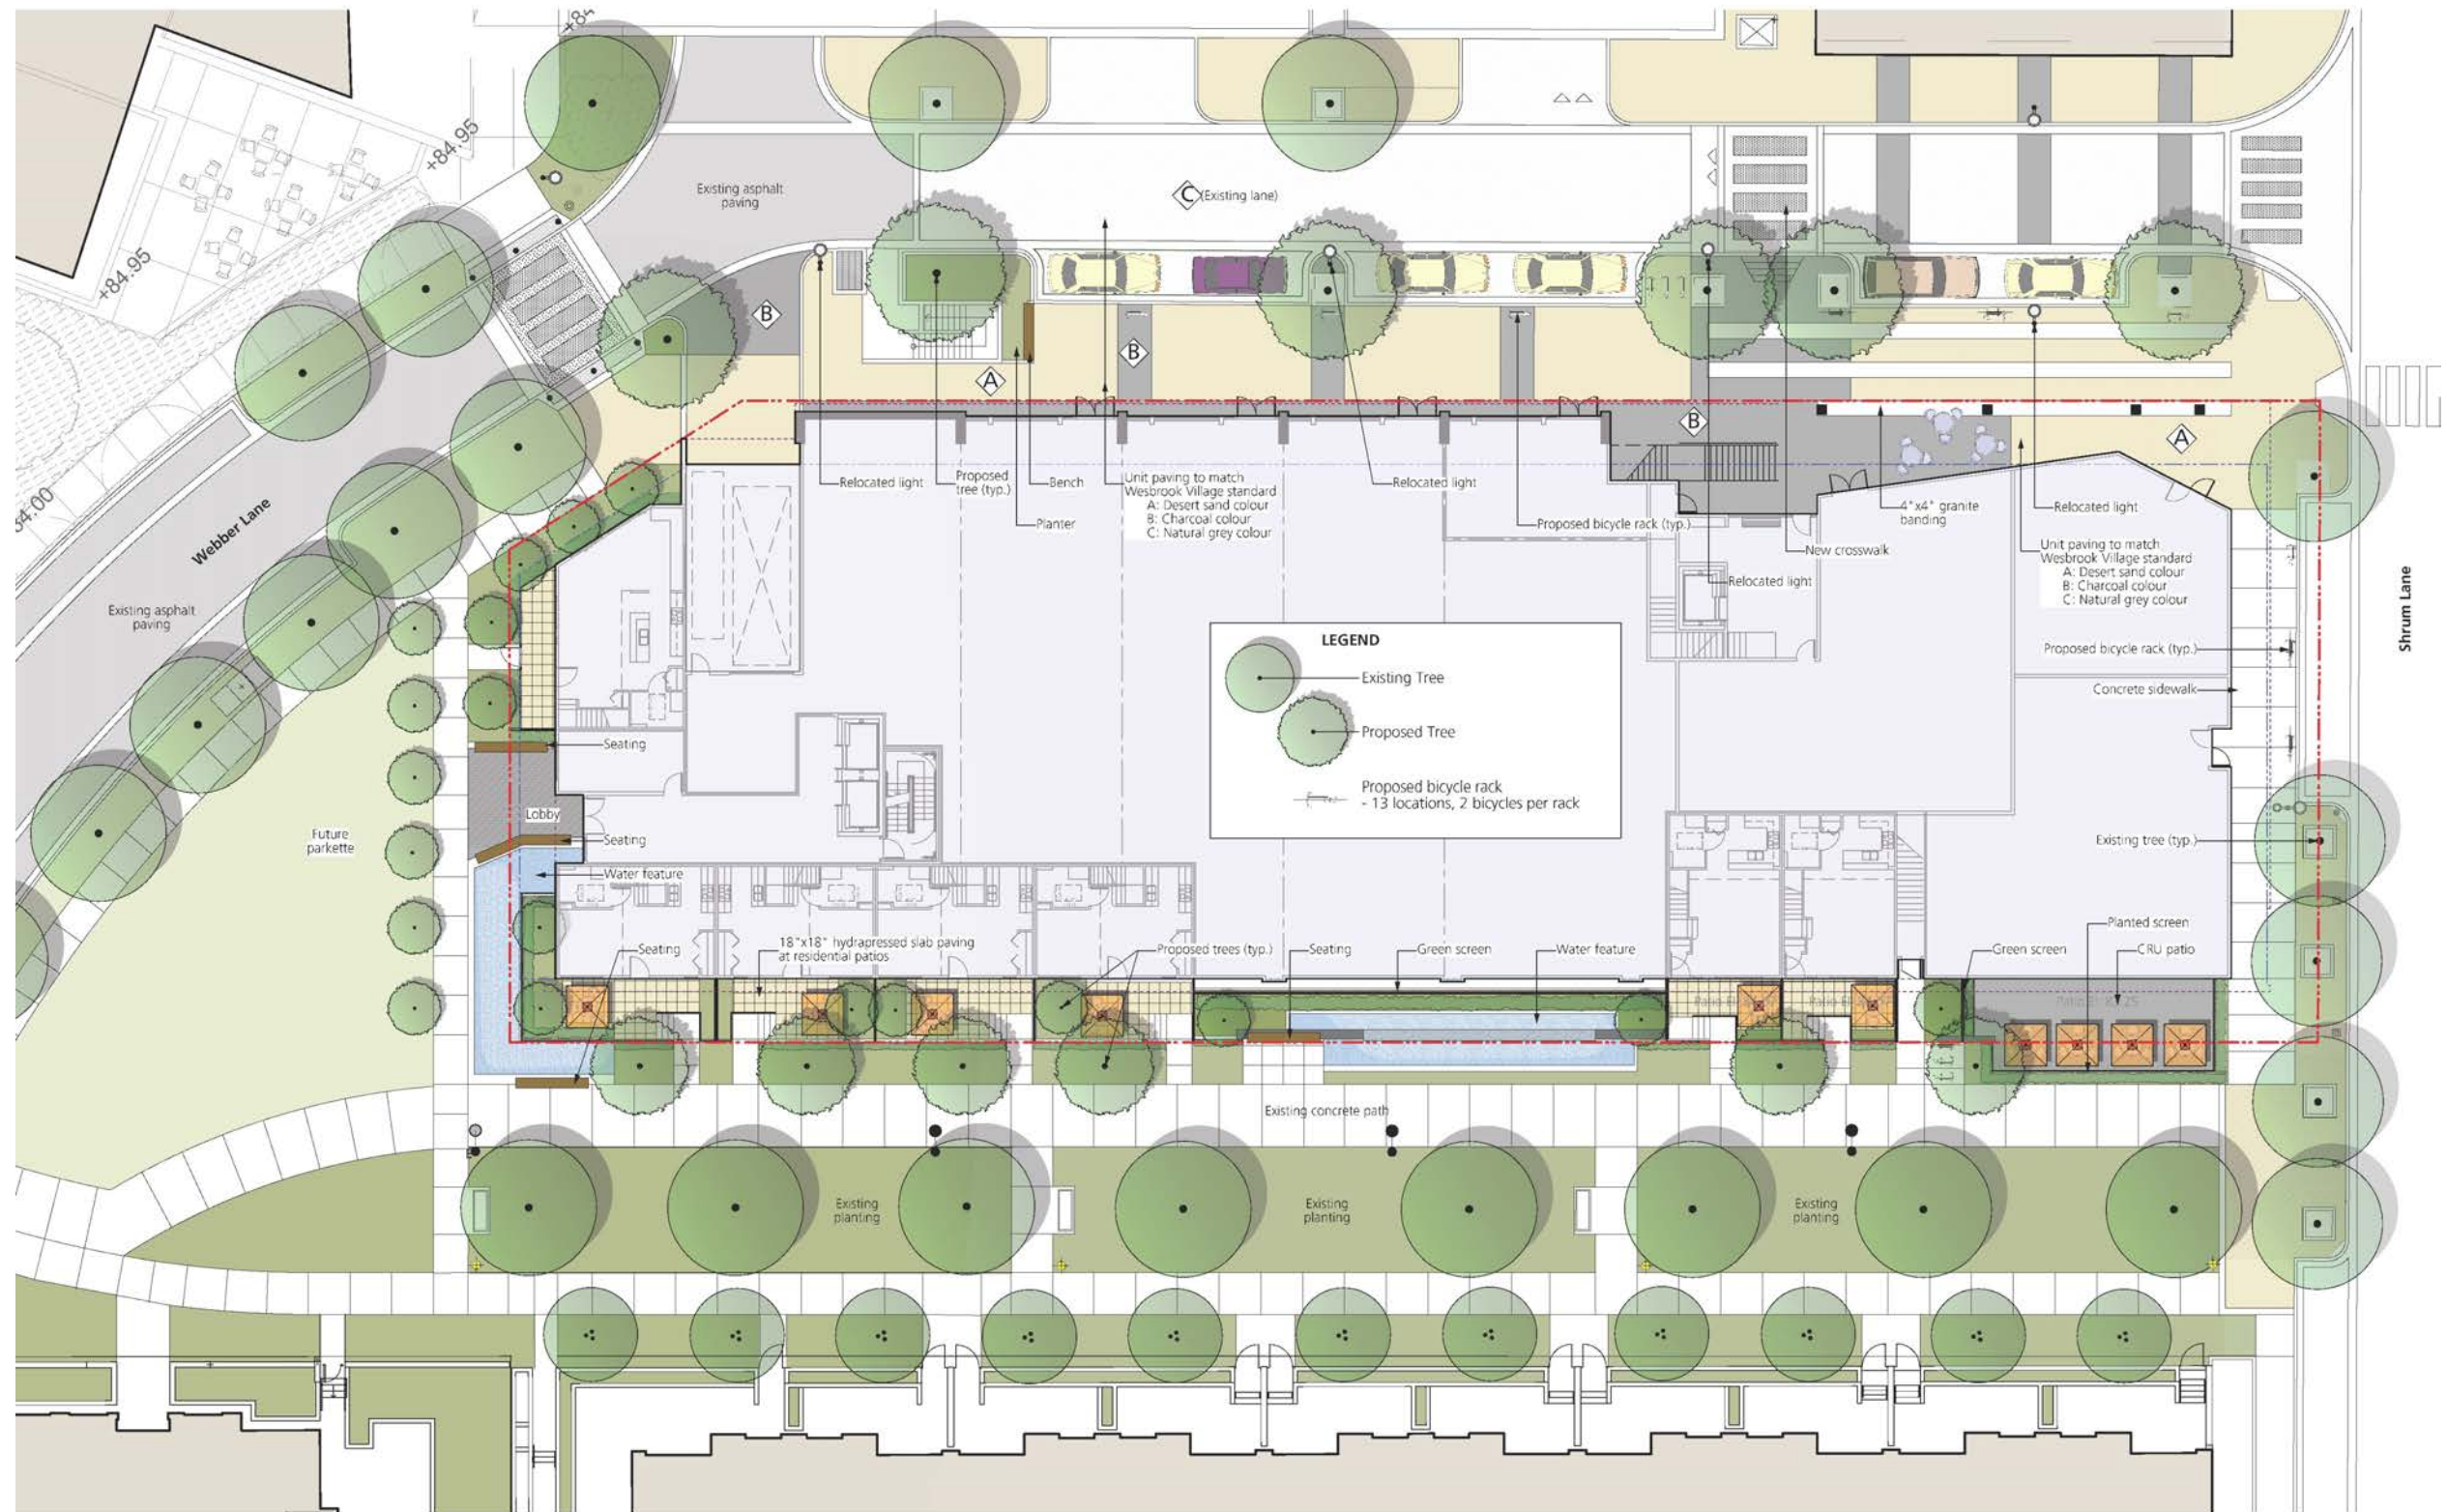 +84.95
+84.95
Existing asphalt
paving
C
(Existing lane)
B
B
A
B
A
Webber Lane
Relocated light
Proposed
tree (typ.)
Bench
Planter
Unit paving to match
Wesbrook Village standard
A: Desert sand colour
B: Charcoal colour
C: Natural grey colour
Relocated light
Proposed bicycle rack (typ.)
New crosswalk
Relocated light
4"x4" granite
banding
Relocated light
Unit paving to match
Wesbrook Village standard
A: Desert sand colour
B: Charcoal colour
C: Natural grey colour
Shrum Lane
Existing asphalt
paving
LEGEND
Existing Tree
Proposed Tree
Proposed bicycle rack
- 13 locations, 2 bicycles per rack
Proposed bicycle rack (typ.)
Concrete sidewalk
Seating
Lobby
Seating
Future
parkette
Existing tree (typ.)
Water feature
Seating
18"x18" hydrapressed slab paving
at residential patios
Proposed trees (typ.)
Seating
Green screen
Water feature
Green screen
Planted screen
CRU patio
Existing concrete path
Existing
planting
Existing
planting
Existing
planting